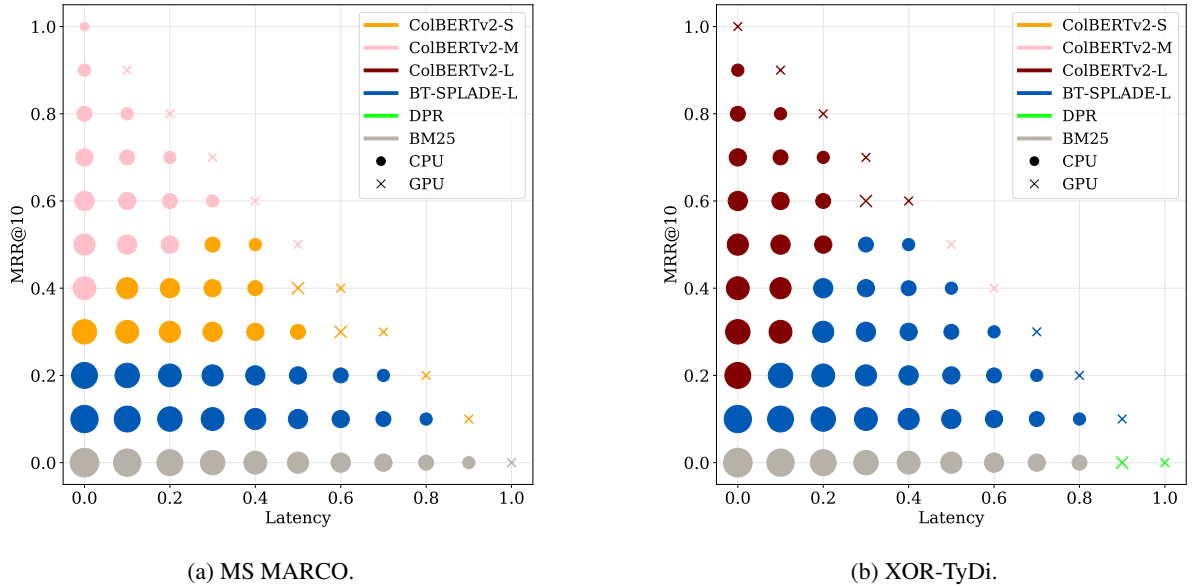 1.0
0.8
0.6
0.4
0.2
0.0
MRR@10
0.0 0.2 0.4 0.6 0.8 1.0
Latency
ColBERTv2-S
ColBERTv2-M
ColBERTv2-L
BT-SPLADE-L
DPR
BM25
CPU
GPU
(a) MS MARCO.
1.0
0.8
0.6
0.4
0.2
0.0
MRR@10
0.0 0.2 0.4 0.6 0.8 1.0
Latency
ColBERTv2-S
ColBERTv2-M
ColBERTv2-L
BT-SPLADE-L
DPR
BM25
CPU
GPU
(b) XOR-TyDi.